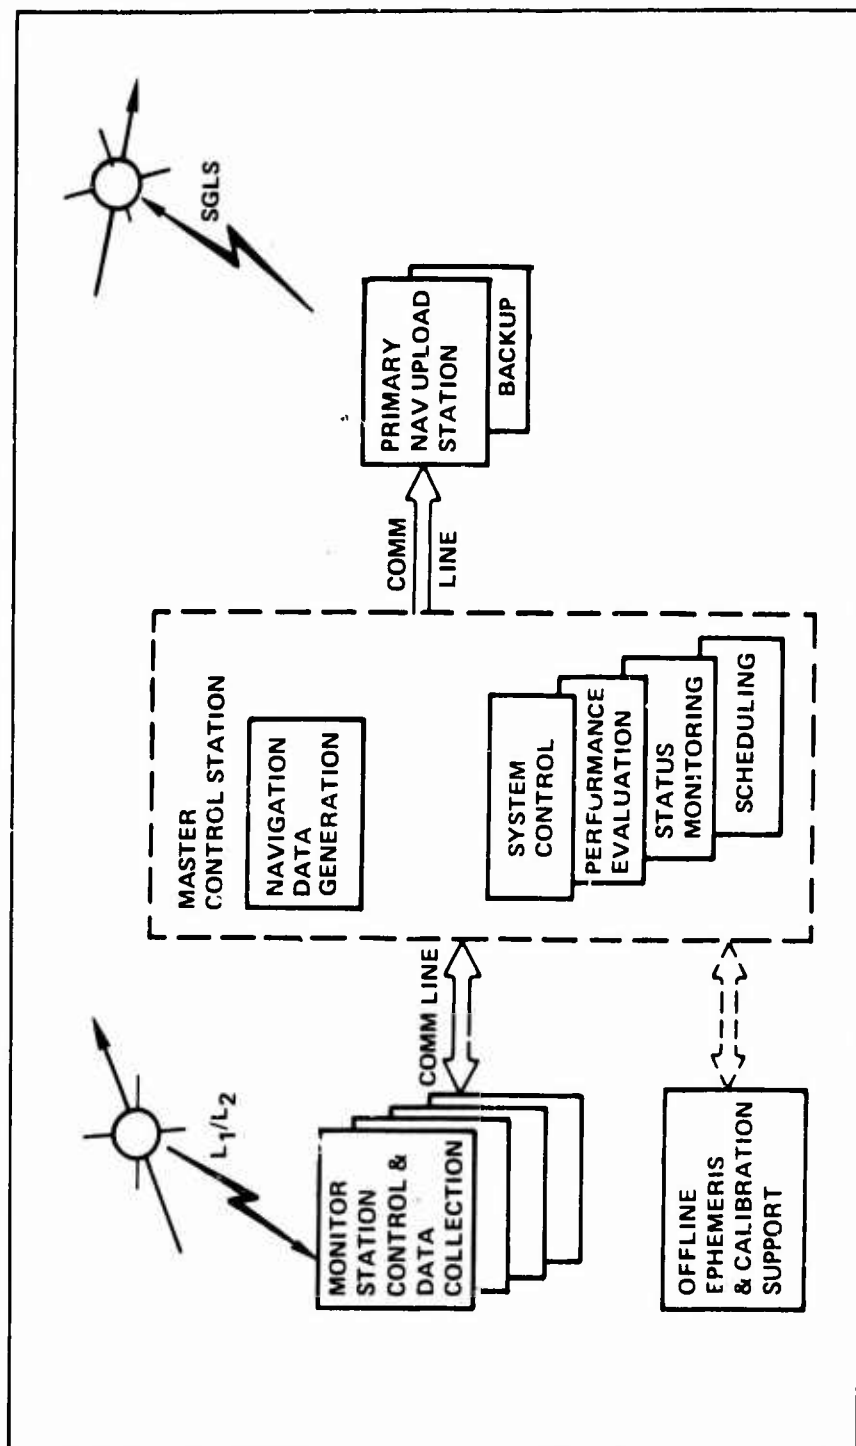 L1/L2
SGLS
MONITOR
STATION
CONTROL &
DATA
COLLECTION
COMM LINE
MASTER
CONTROL STATION
NAVIGATION
DATA
GENERATION
SYSTEM
CONTROL
PERFORMANCE
EVALUATION
STATUS
MONITORING
SCHEDULING
COMM
LINE
PRIMARY
NAV UPLOAD
STATION
BACKUP
OFFLINE
EPHEMERIS
& CALIBRATION
SUPPORT